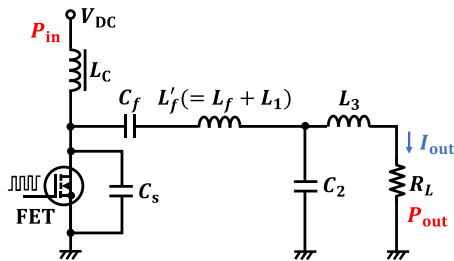 V_DC
P_in
L_C
C_f
L'_f(= L_f + L_1)
L_3
I_out
C_s
C_2
R_L
FET
P_out